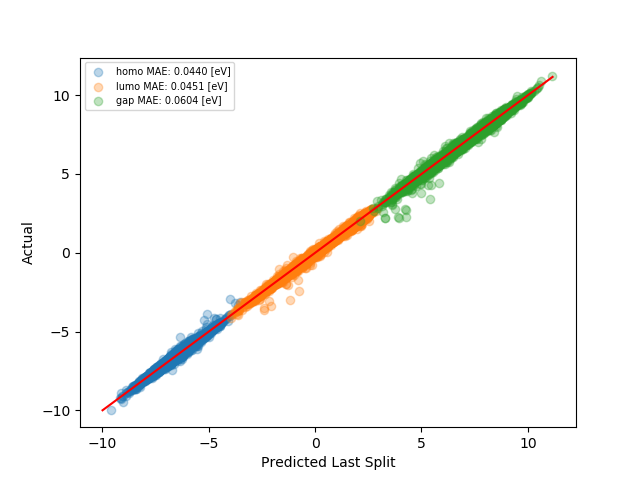 homo MAE: 0.0440 [eV]
lumo MAE: 0.0451 [eV]
gap MAE: 0.0604 [eV]
10
5
0
−5
−10
Actual
−10 −5 0 5 10
Predicted Last Split